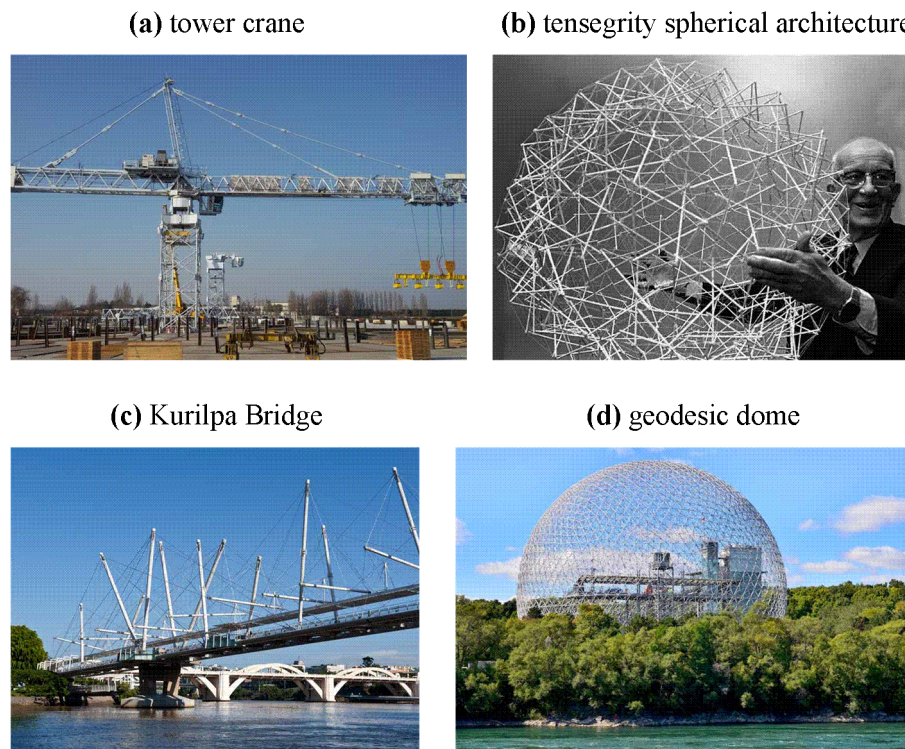 (a) tower crane
(b) tensegrity spherical architecture
(c) Kurilpa Bridge
(d) geodesic dome